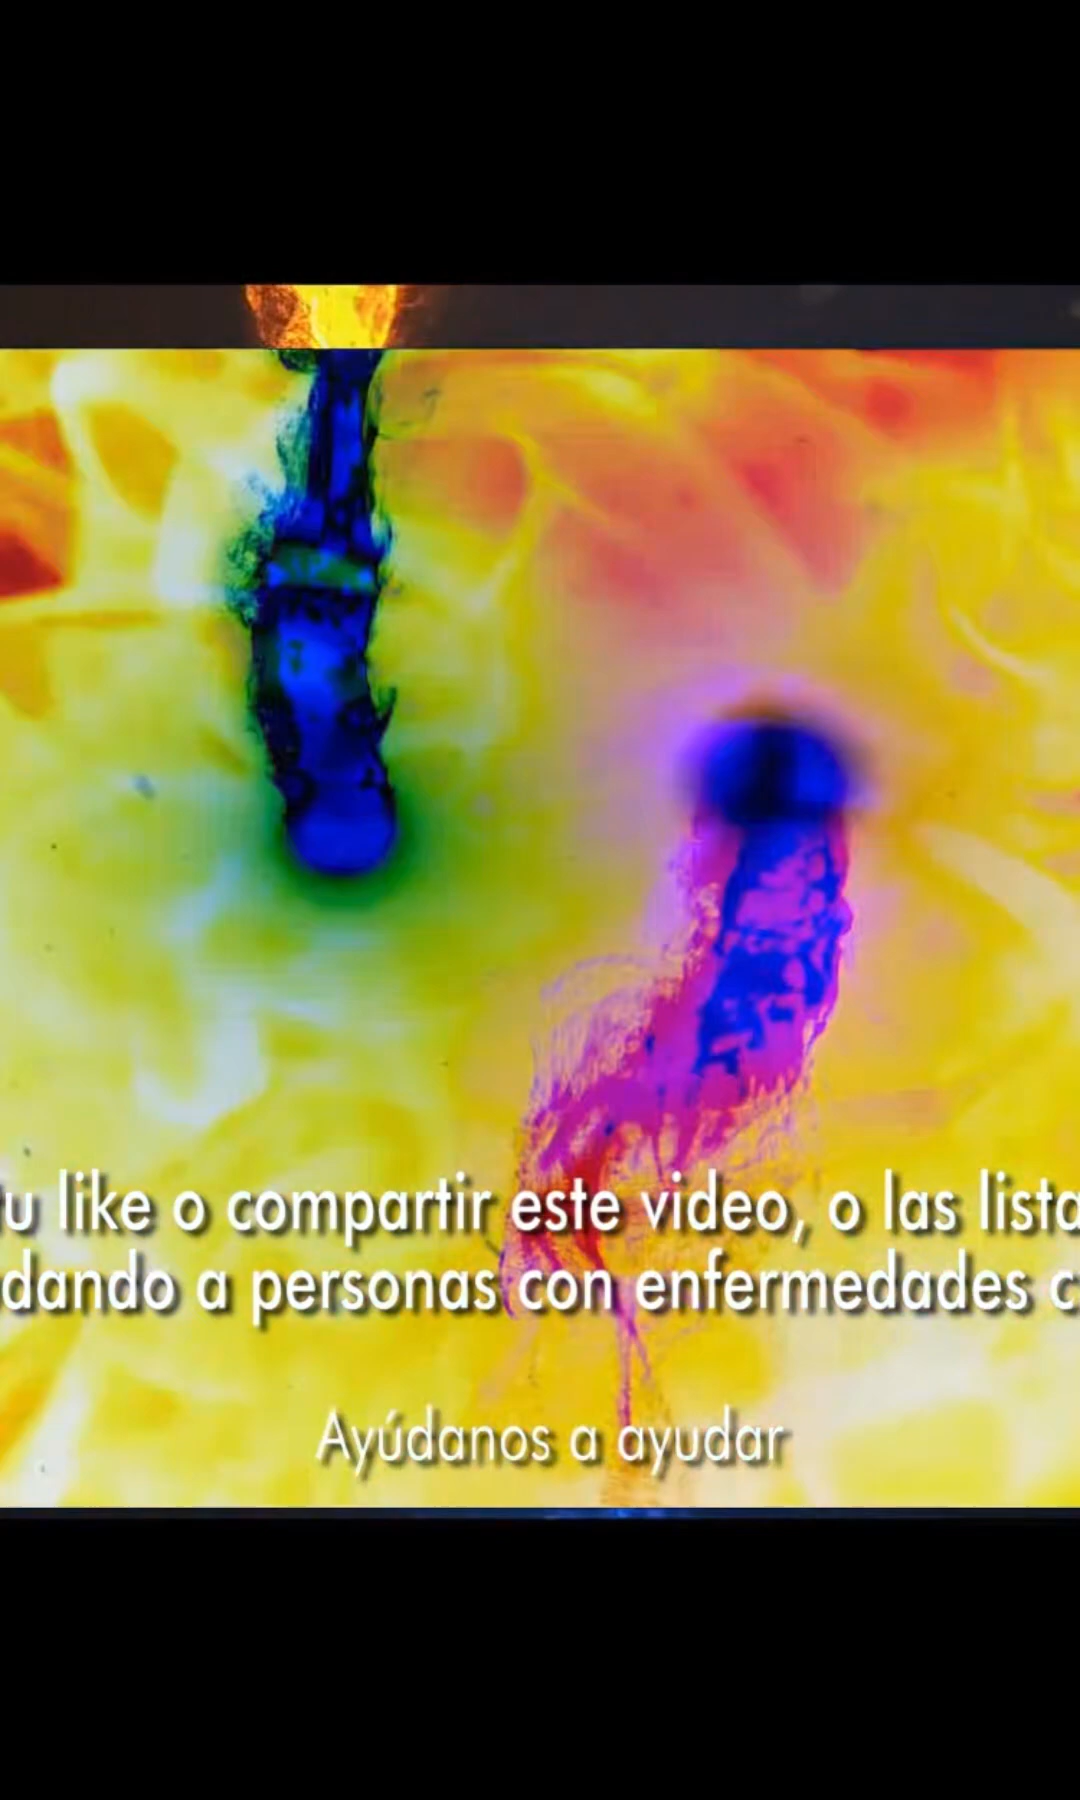 u like o compartir este video, o las lista
dando a personas con enfermedades c
Ayúdanos a ayudar